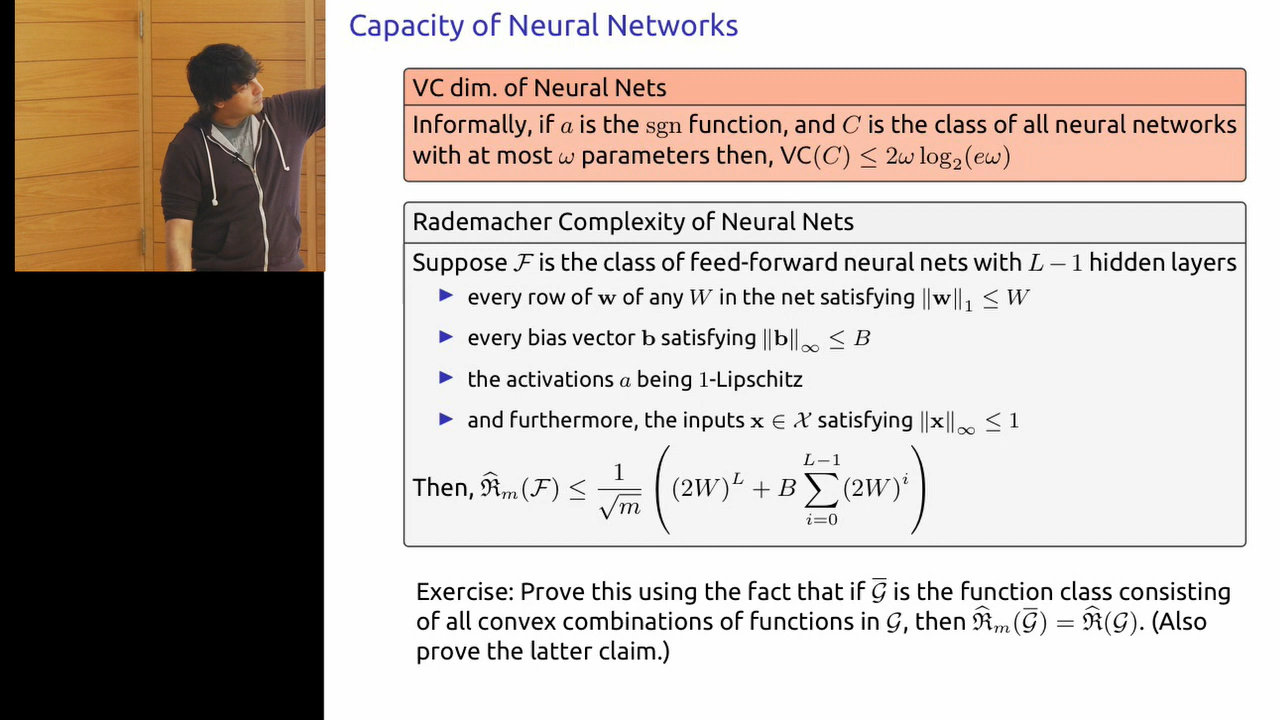 Capacity of Neural Networks
VC dim. of Neural Nets
Informally, if a is the sgn function, and C is the class of all neural networks
with at most ω parameters then, VC(C) ≤ 2ω log₂(eω)
Rademacher Complexity of Neural Nets
Suppose ℱ is the class of feed-forward neural nets with L − 1 hidden layers
▶ every row of w of any W in the net satisfying ‖w‖₁ ≤ W
▶ every bias vector b satisfying ‖b‖∞ ≤ B
▶ the activations a being 1-Lipschitz
▶ and furthermore, the inputs x ∈ 𝒳 satisfying ‖x‖∞ ≤ 1
Then, ℜ̂ₘ(ℱ) ≤ 1/√m ( (2W)^L + B ∑_{i=0}^{L−1} (2W)^i )
Exercise: Prove this using the fact that if 𝒢̅ is the function class consisting
of all convex combinations of functions in 𝒢, then ℜ̂ₘ(𝒢̅) = ℜ̂(𝒢). (Also
prove the latter claim.)